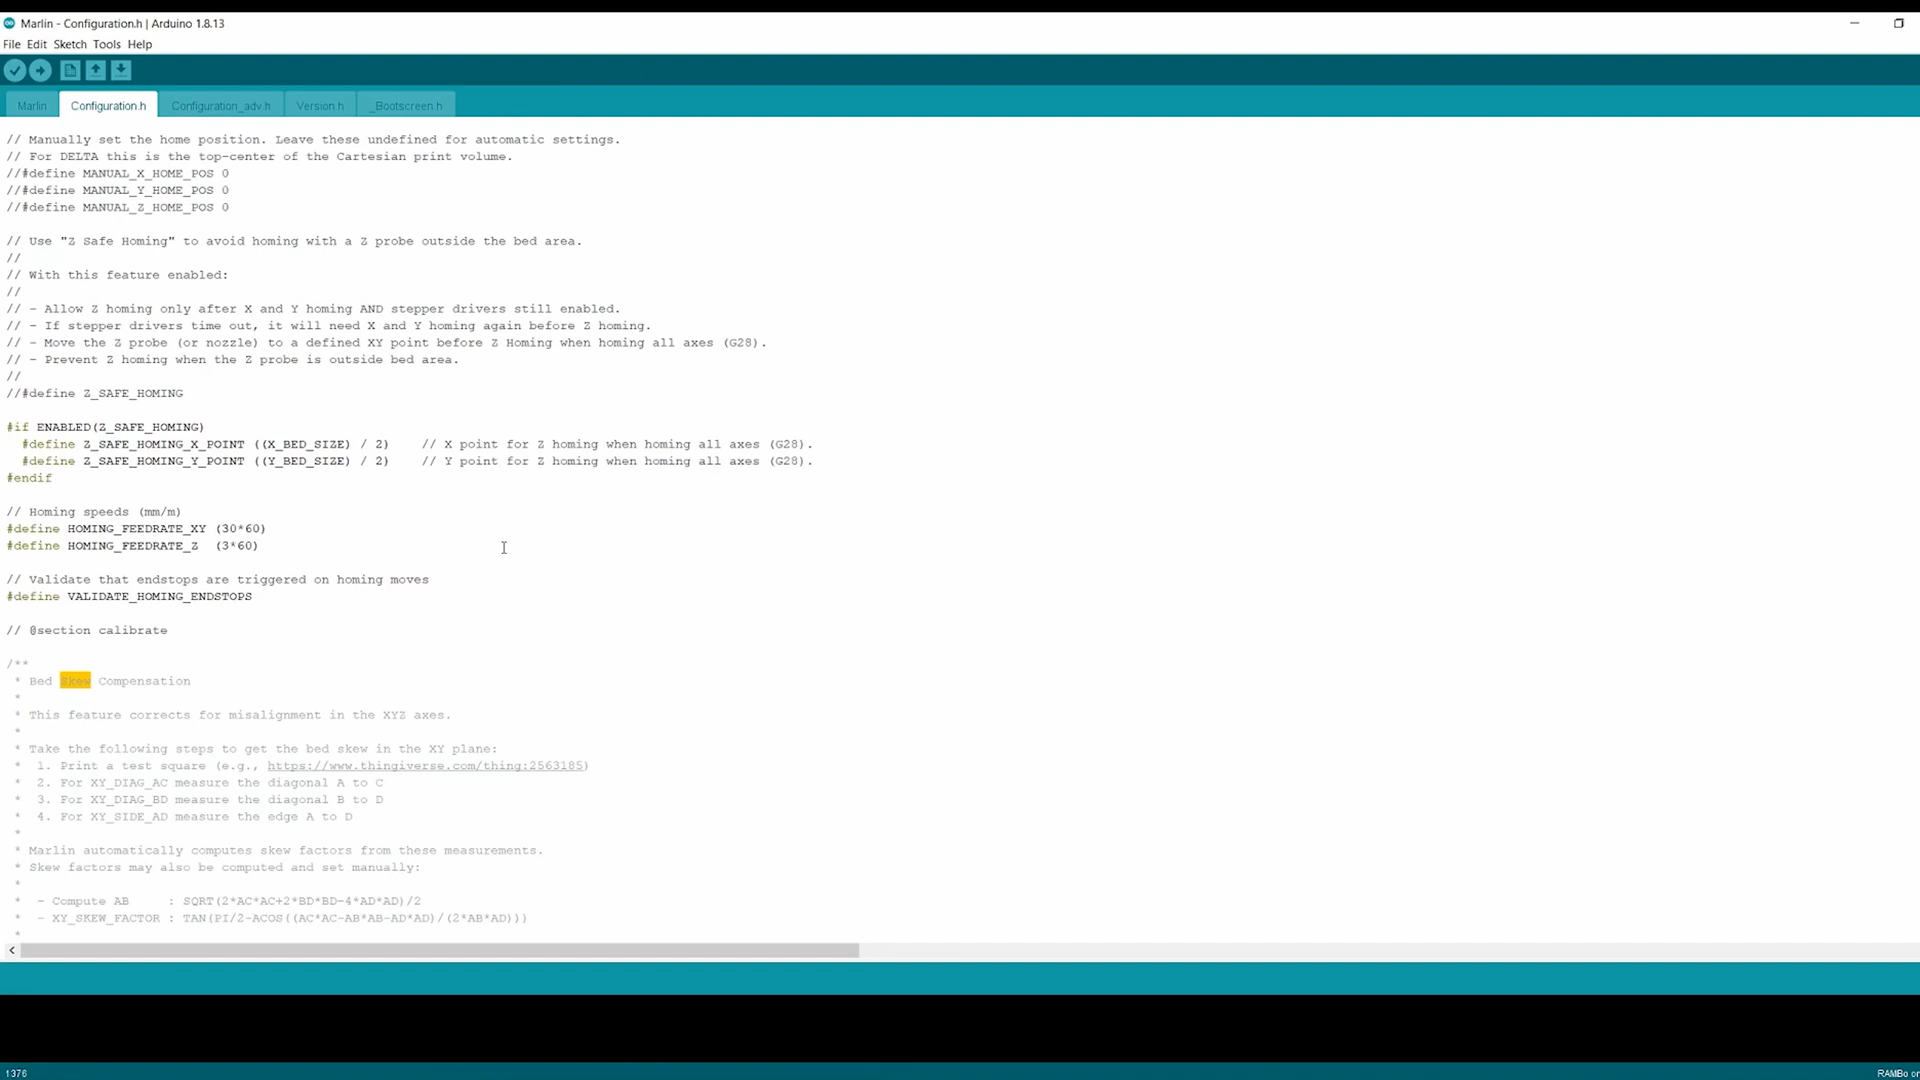 Marlin - Configuration.h | Arduino 1.8.13
File Edit Sketch Tools Help
Marlin Configuration.h Configuration_adv.h Version.h _Bootscreen.h
// Manually set the home position. Leave these undefined for automatic settings.
// For DELTA this is the top-center of the Cartesian print volume.
//#define MANUAL_X_HOME_POS 0
//#define MANUAL_Y_HOME_POS 0
//#define MANUAL_Z_HOME_POS 0
// Use "Z Safe Homing" to avoid homing with a Z probe outside the bed area.
//
// With this feature enabled:
//
// - Allow Z homing only after X and Y homing AND stepper drivers still enabled.
// - If stepper drivers time out, it will need X and Y homing again before Z homing.
// - Move the Z probe (or nozzle) to a defined XY point before Z Homing when homing all axes (G28).
// - Prevent Z homing when the Z probe is outside bed area.
//
//#define Z_SAFE_HOMING
#if ENABLED(Z_SAFE_HOMING)
#define Z_SAFE_HOMING_X_POINT ((X_BED_SIZE) / 2) // X point for Z homing when homing all axes (G28).
#define Z_SAFE_HOMING_Y_POINT ((Y_BED_SIZE) / 2) // Y point for Z homing when homing all axes (G28).
#endif
// Homing speeds (mm/m)
#define HOMING_FEEDRATE_XY (30*60)
#define HOMING_FEEDRATE_Z (3*60)
// Validate that endstops are triggered on homing moves
#define VALIDATE_HOMING_ENDSTOPS
// @section calibrate
/**
* Bed Skew Compensation
*
* This feature corrects for misalignment in the XYZ axes.
*
* Take the following steps to get the bed skew in the XY plane:
* 1. Print a test square (e.g., https://www.thingiverse.com/thing:2563185)
* 2. For XY_DIAG_AC measure the diagonal A to C
* 3. For XY_DIAG_BD measure the diagonal B to D
* 4. For XY_SIDE_AD measure the edge A to D
*
* Marlin automatically computes skew factors from these measurements.
* Skew factors may also be computed and set manually:
*
* - Compute AB : SQRT(2*AC*AC+2*BD*BD-4*AD*AD)/2
* - XY_SKEW_FACTOR : TAN(PI/2-ACOS((AC*AC-AB*AB-AD*AD)/(2*AB*AD)))
*
1376
RAMBo on